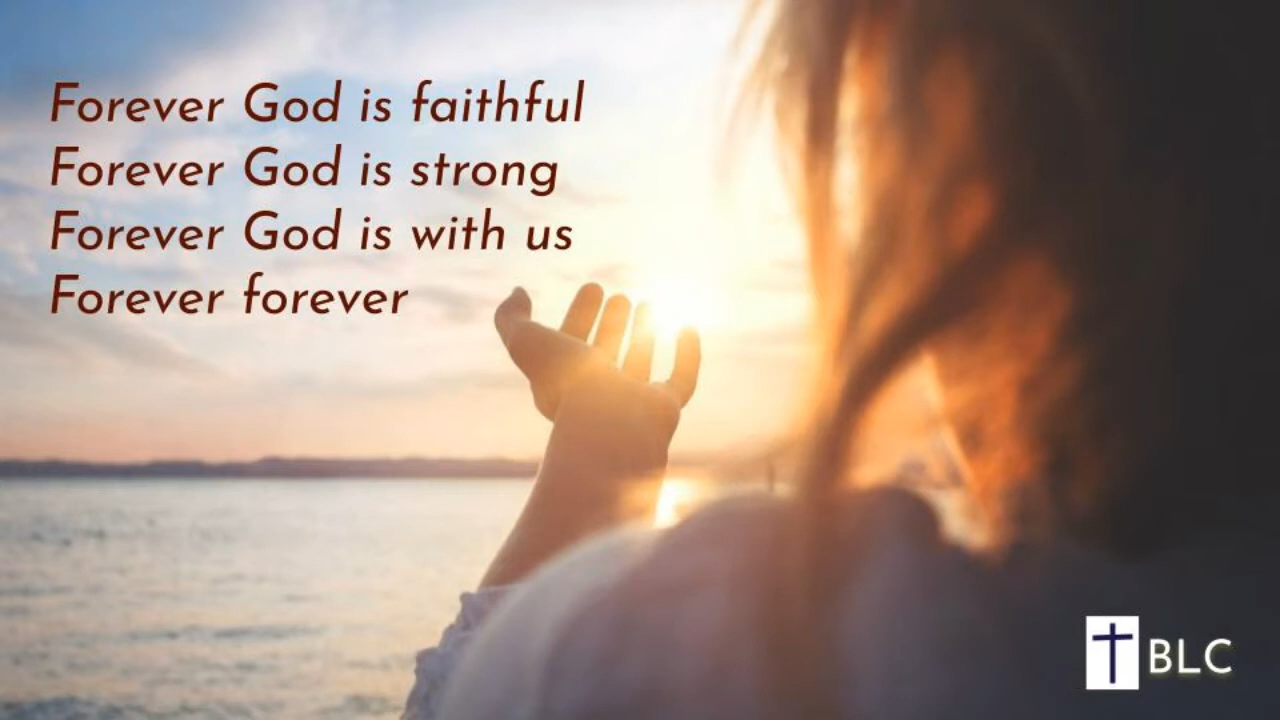 Forever God is faithful
Forever God is strong
Forever God is with us
Forever forever
BLC